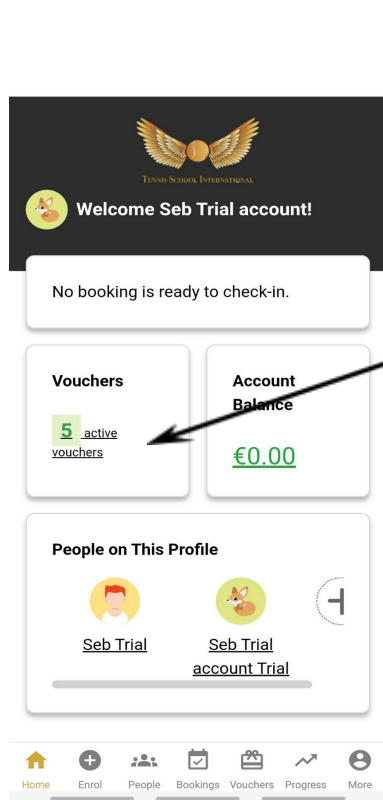 TENNIS SCHOOL INTERNATIONAL
Welcome Seb Trial account!
No booking is ready to check-in.
Vouchers
5 active
vouchers
Account
Balance
€0.00
People on This Profile
Seb Trial
Seb Trial
account Trial
Home Enrol People Bookings Vouchers Progress More